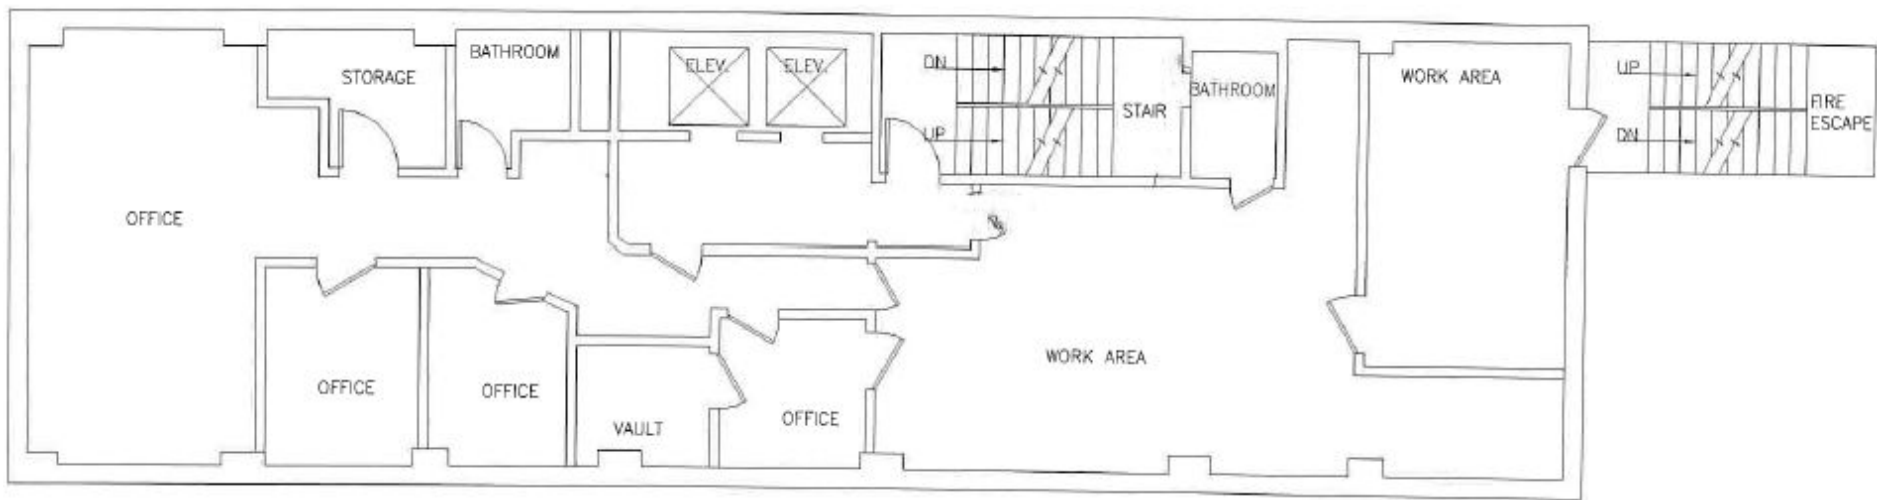 STORAGE
BATHROOM
ELEV.
ELEV.
DN
UP
STAIR
BATHROOM
WORK AREA
UP
DN
FIRE
ESCAPE
OFFICE
OFFICE
OFFICE
VAULT
OFFICE
WORK AREA